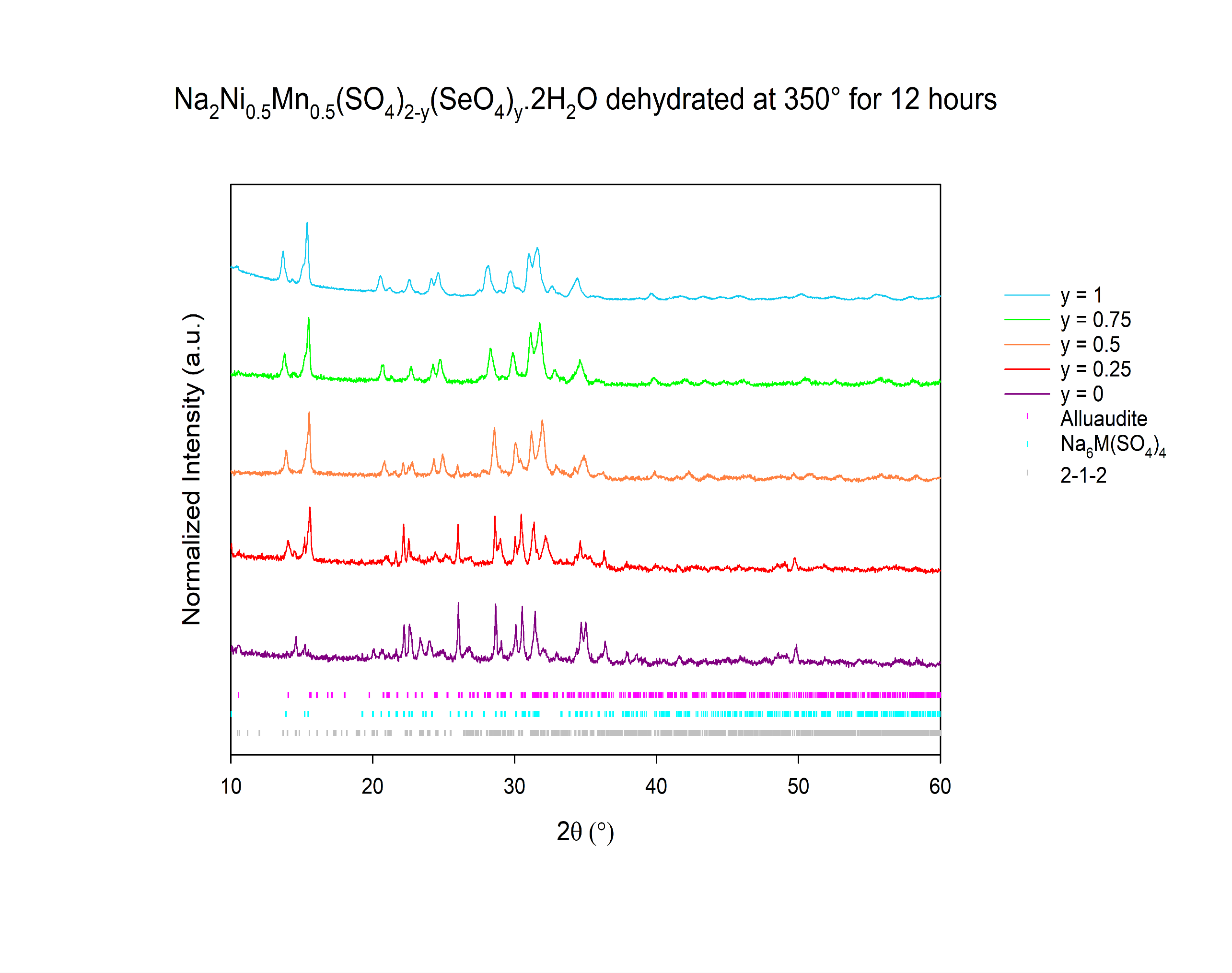 Na₂Ni₀.₅Mn₀.₅(SO₄)₂₋y(SeO₄)y.2H₂O dehydrated at 350° for 12 hours
Normalized Intensity (a.u.)
y = 1
y = 0.75
y = 0.5
y = 0.25
y = 0
Alluaudite
Na₆M(SO₄)₄
2-1-2
10 20 30 40 50 60
2θ (°)